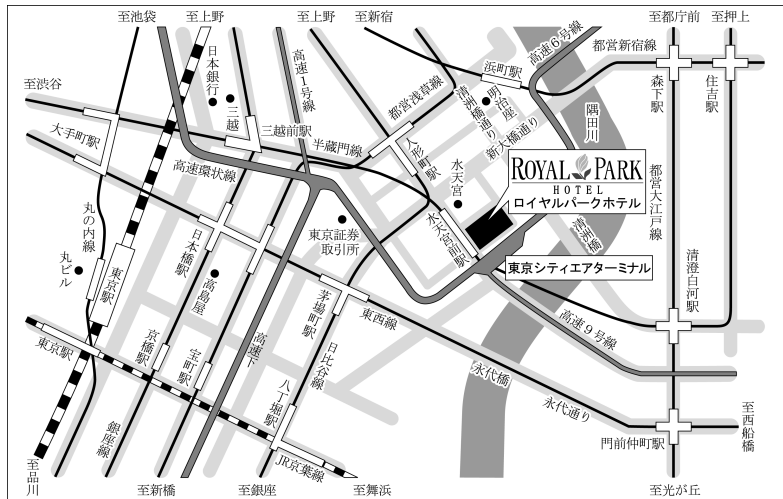 至池袋
至上野
至上野
至新宿
至都庁前
至押上
高速6号線
都営新宿線
日本銀行
高速1号線
浜町駅
至渋谷
三越
都営浅草線
清洲橋通り
明治座
新大橋通り
隅田川
森下駅
住吉駅
大手町駅
三越前駅
半蔵門線
人形町駅
水天宮
ROYAL PARK
HOTEL
ロイヤルパークホテル
高速環状線
都営大江戸線
丸の内線
丸ビル
東京駅
日本橋駅
高島屋
東京証券
取引所
水天宮前駅
清洲橋
東京シティエアターミナル
清澄白河駅
茅場町駅
東西線
高速9号線
東京駅
京橋駅
宝町駅
高速下
日比谷線
永代橋
永代通り
八丁堀駅
銀座線
JR京葉線
門前仲町駅
至西船橋
至品川
至新橋
至銀座
至舞浜
至光が丘